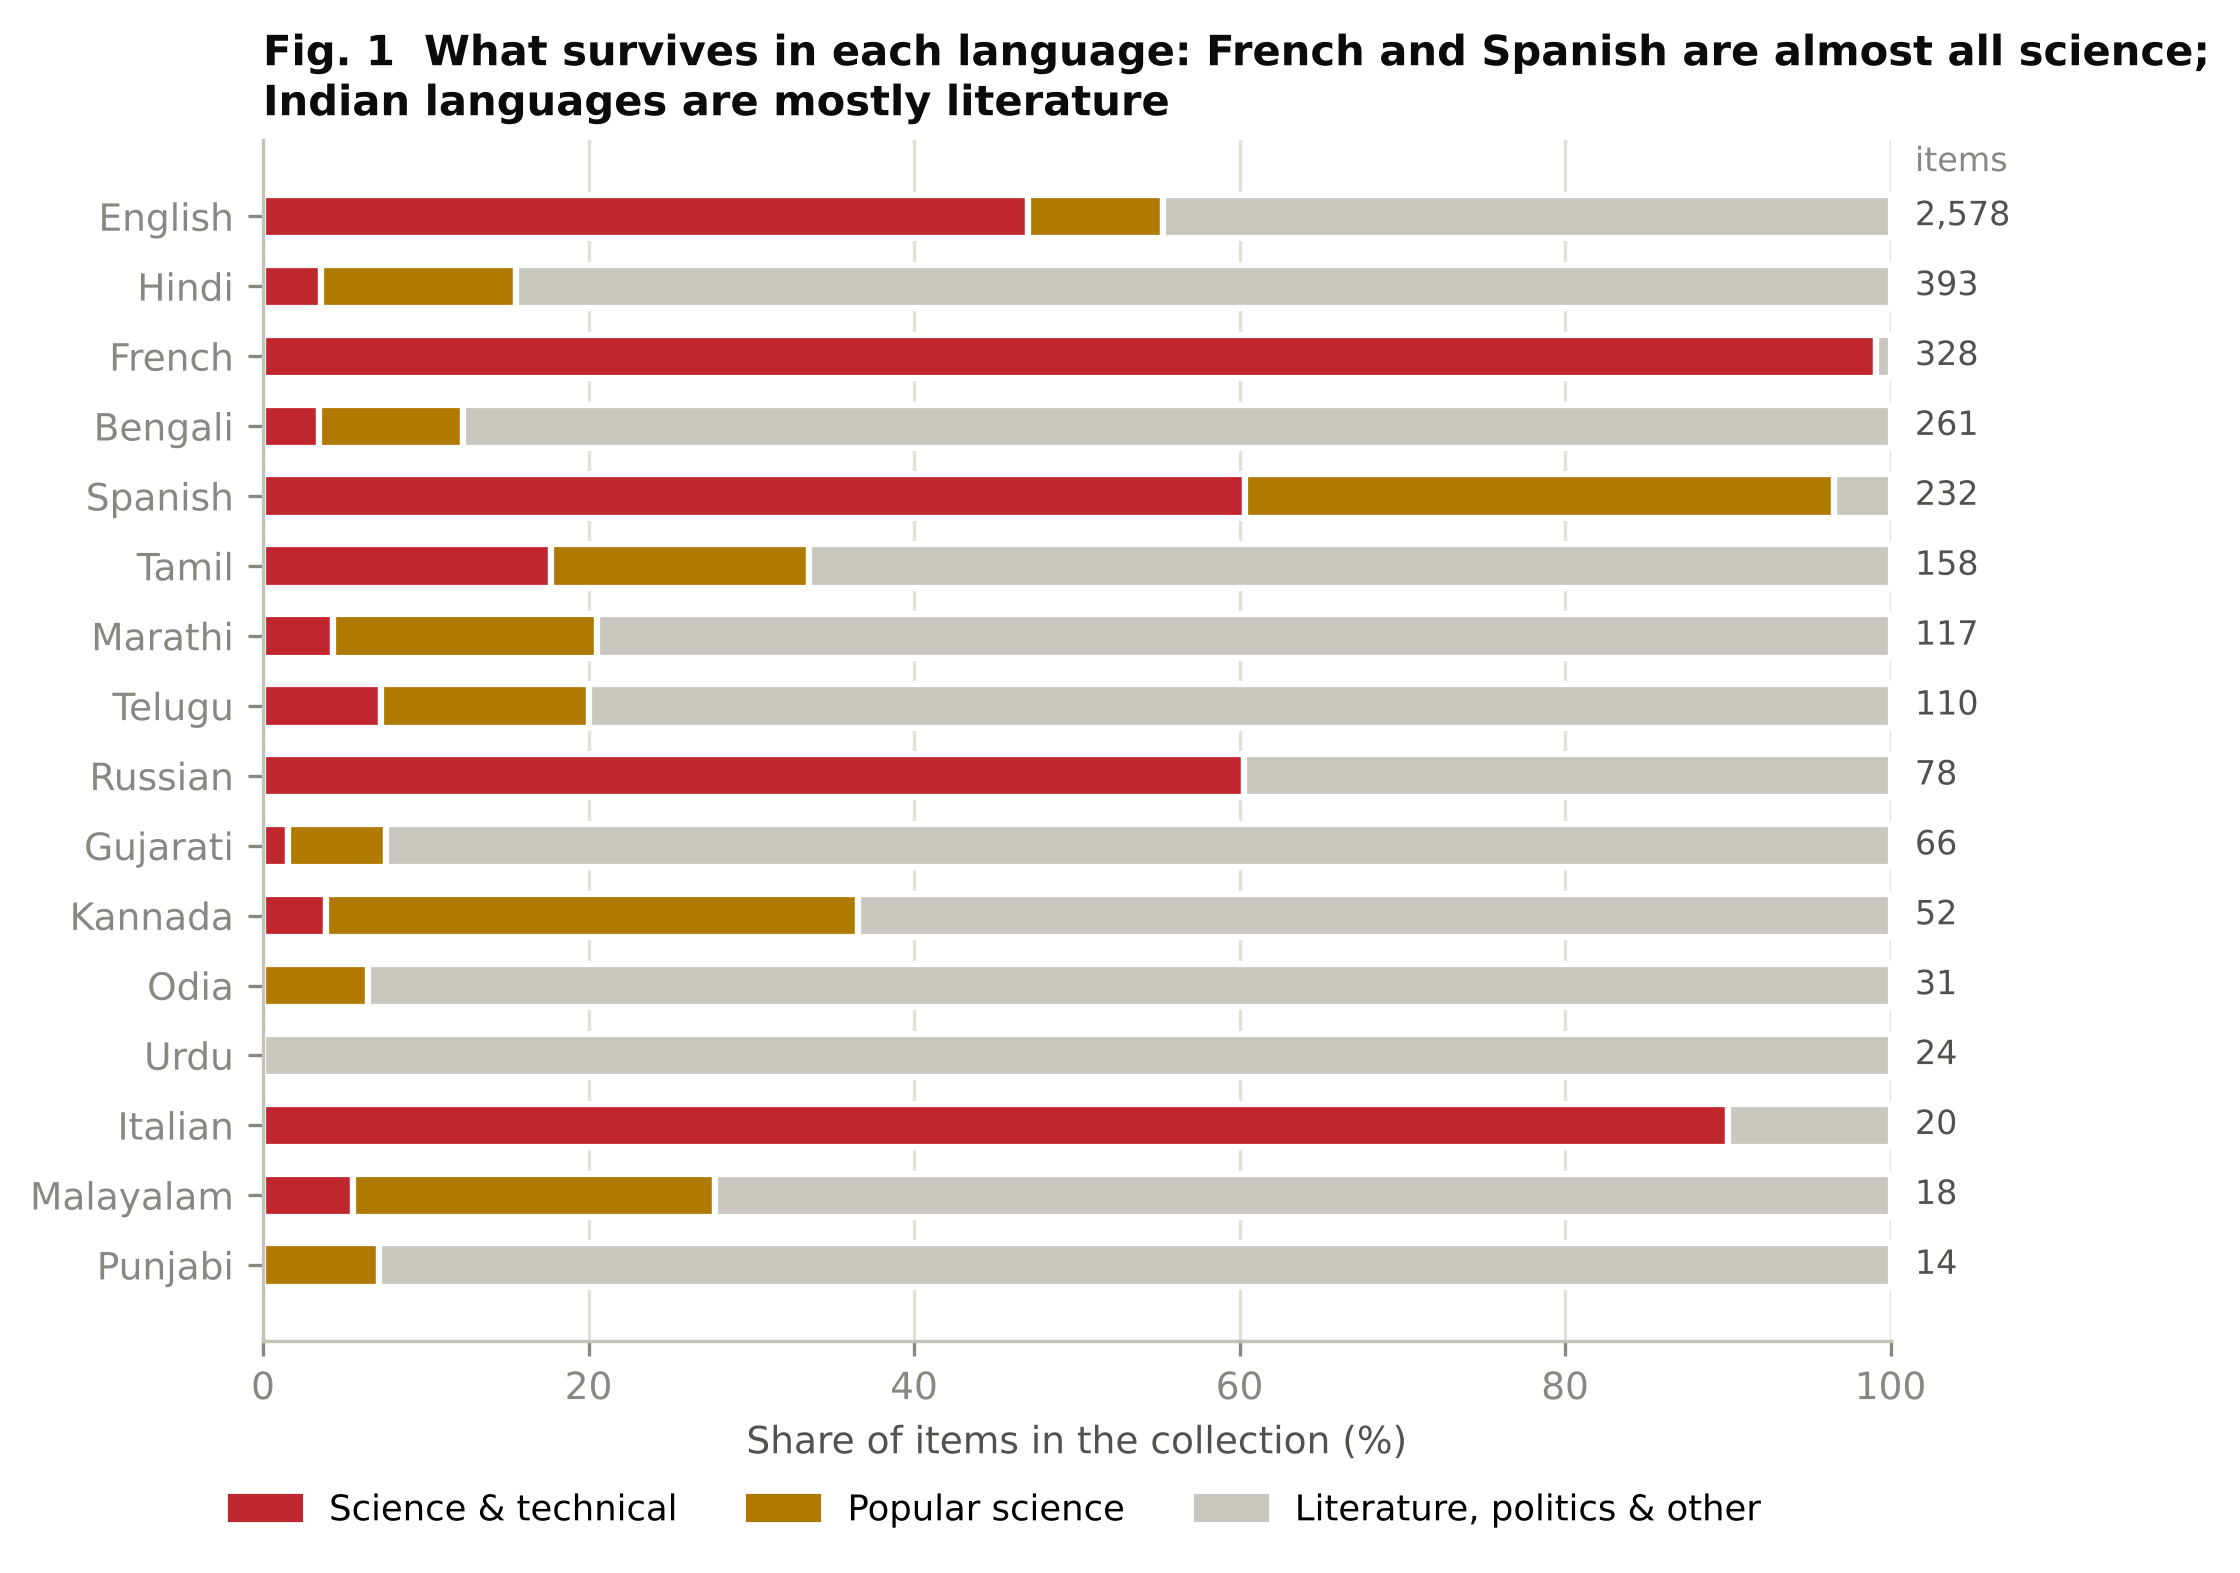 Fig. 1  What survives in each language: French and Spanish are almost all science;
Indian languages are mostly literature
items
English 2,578
Hindi 393
French 328
Bengali 261
Spanish 232
Tamil 158
Marathi 117
Telugu 110
Russian 78
Gujarati 66
Kannada 52
Odia 31
Urdu 24
Italian 20
Malayalam 18
Punjabi 14
0 20 40 60 80 100
Share of items in the collection (%)
Science & technical Popular science Literature, politics & other